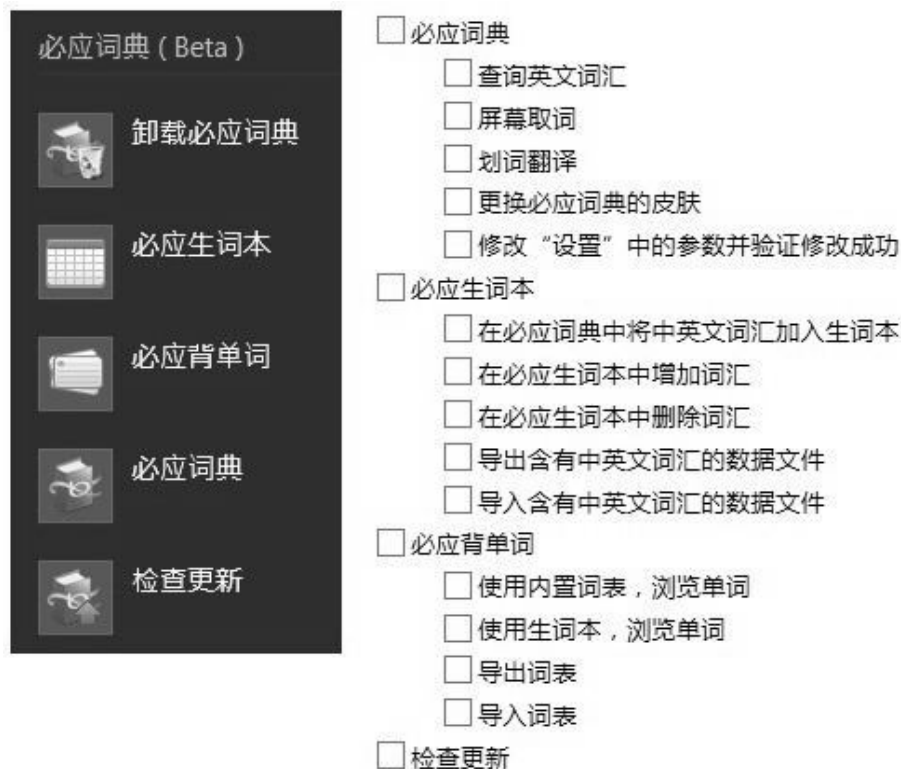 必应词典 ( Beta )
卸载必应词典
必应生词本
必应背单词
必应词典
检查更新
必应词典
查询英文词汇
屏幕取词
划词翻译
更换必应词典的皮肤
修改“设置”中的参数并验证修改成功
必应生词本
在必应词典中将中英文词汇加入生词本
在必应生词本中增加词汇
在必应生词本中删除词汇
导出含有中英文词汇的数据文件
导入含有中英文词汇的数据文件
必应背单词
使用内置词表，浏览单词
使用生词本，浏览单词
导出词表
导入词表
检查更新